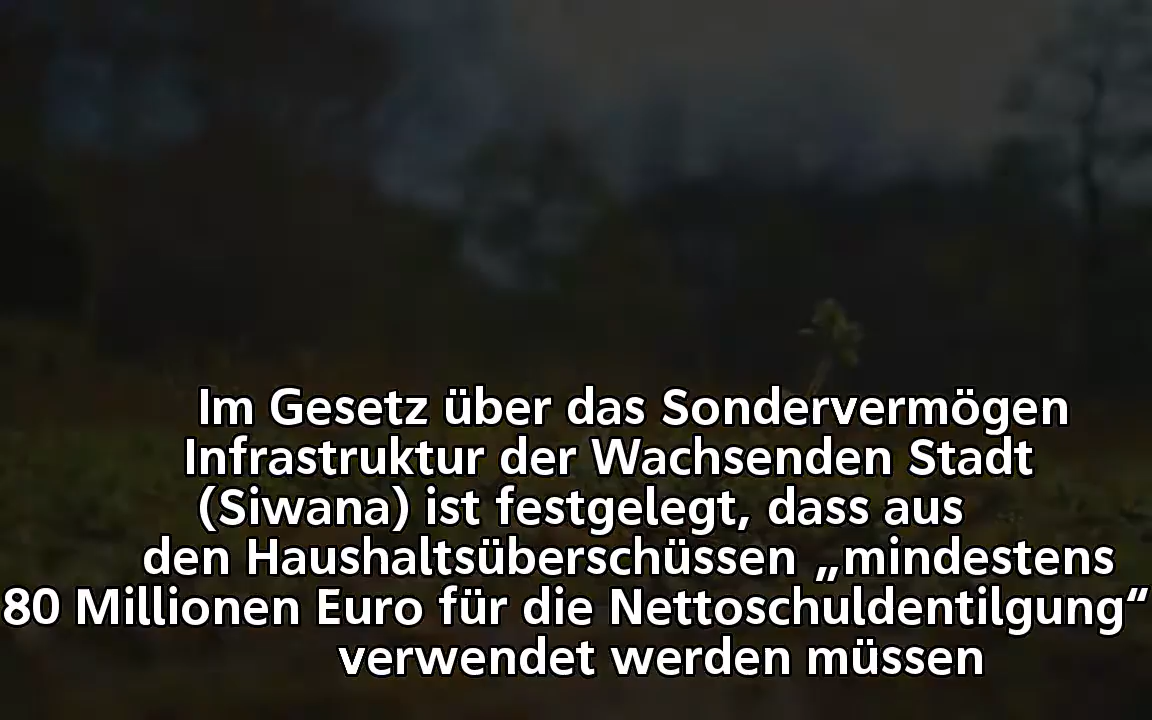 Im Gesetz über das Sondervermögen
Infrastruktur der Wachsenden Stadt
(Siwana) ist festgelegt, dass aus
den Haushaltsüberschüssen „mindestens
80 Millionen Euro für die Nettoschuldentilgung“
verwendet werden müssen